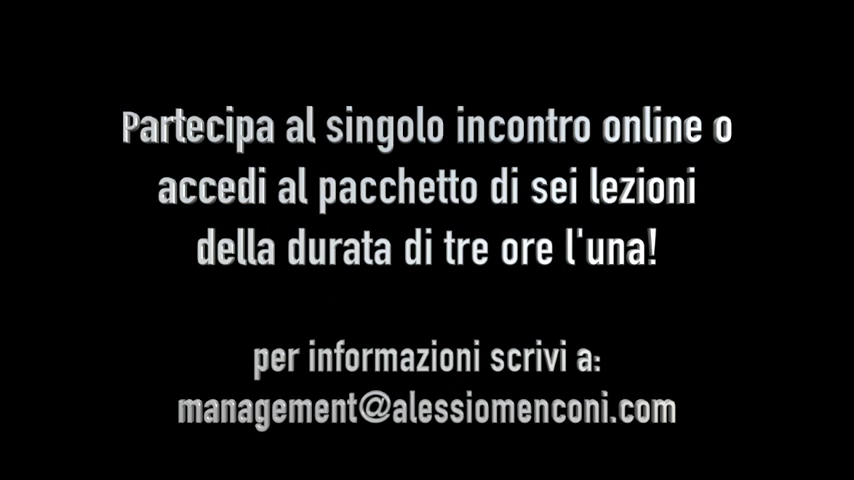 Partecipa al singolo incontro online o
accedi al pacchetto di sei lezioni
della durata di tre ore l'una!
per informazioni scrivi a:
management@alessiomenconi.com